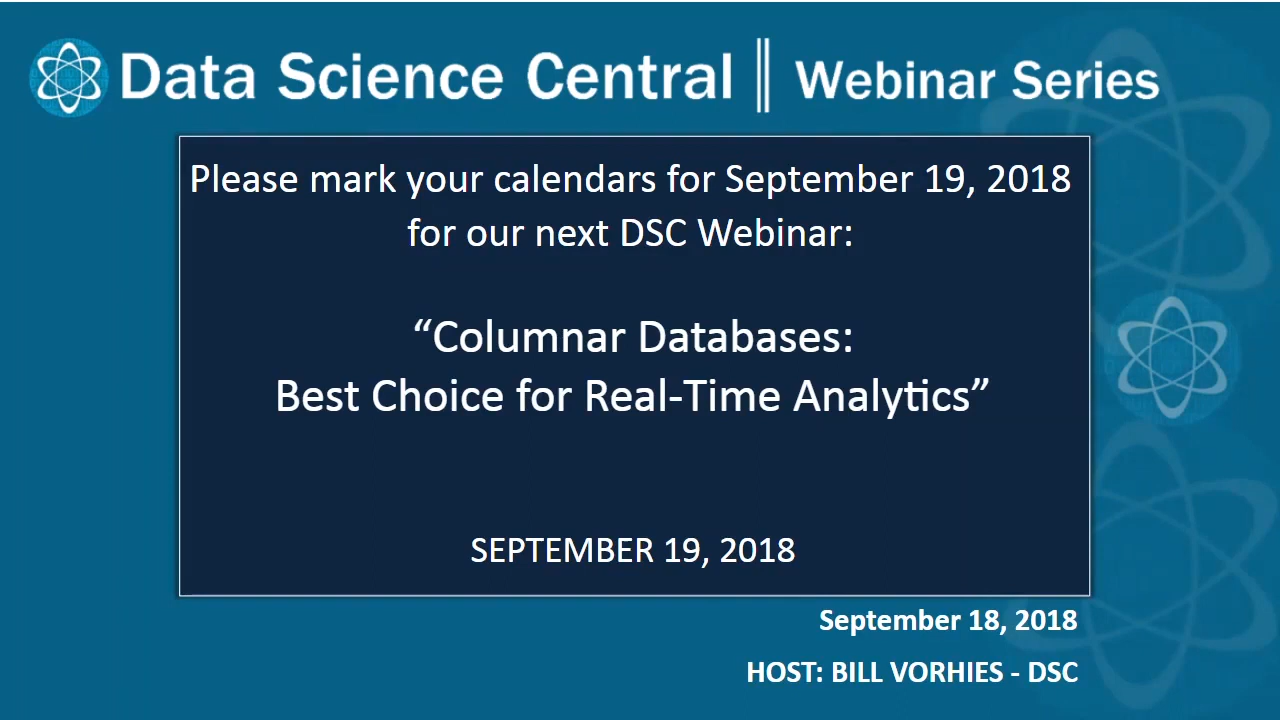 Data Science Central || Webinar Series
Please mark your calendars for September 19, 2018
for our next DSC Webinar:
“Columnar Databases:
Best Choice for Real-Time Analytics”
SEPTEMBER 19, 2018
September 18, 2018
HOST: BILL VORHIES - DSC